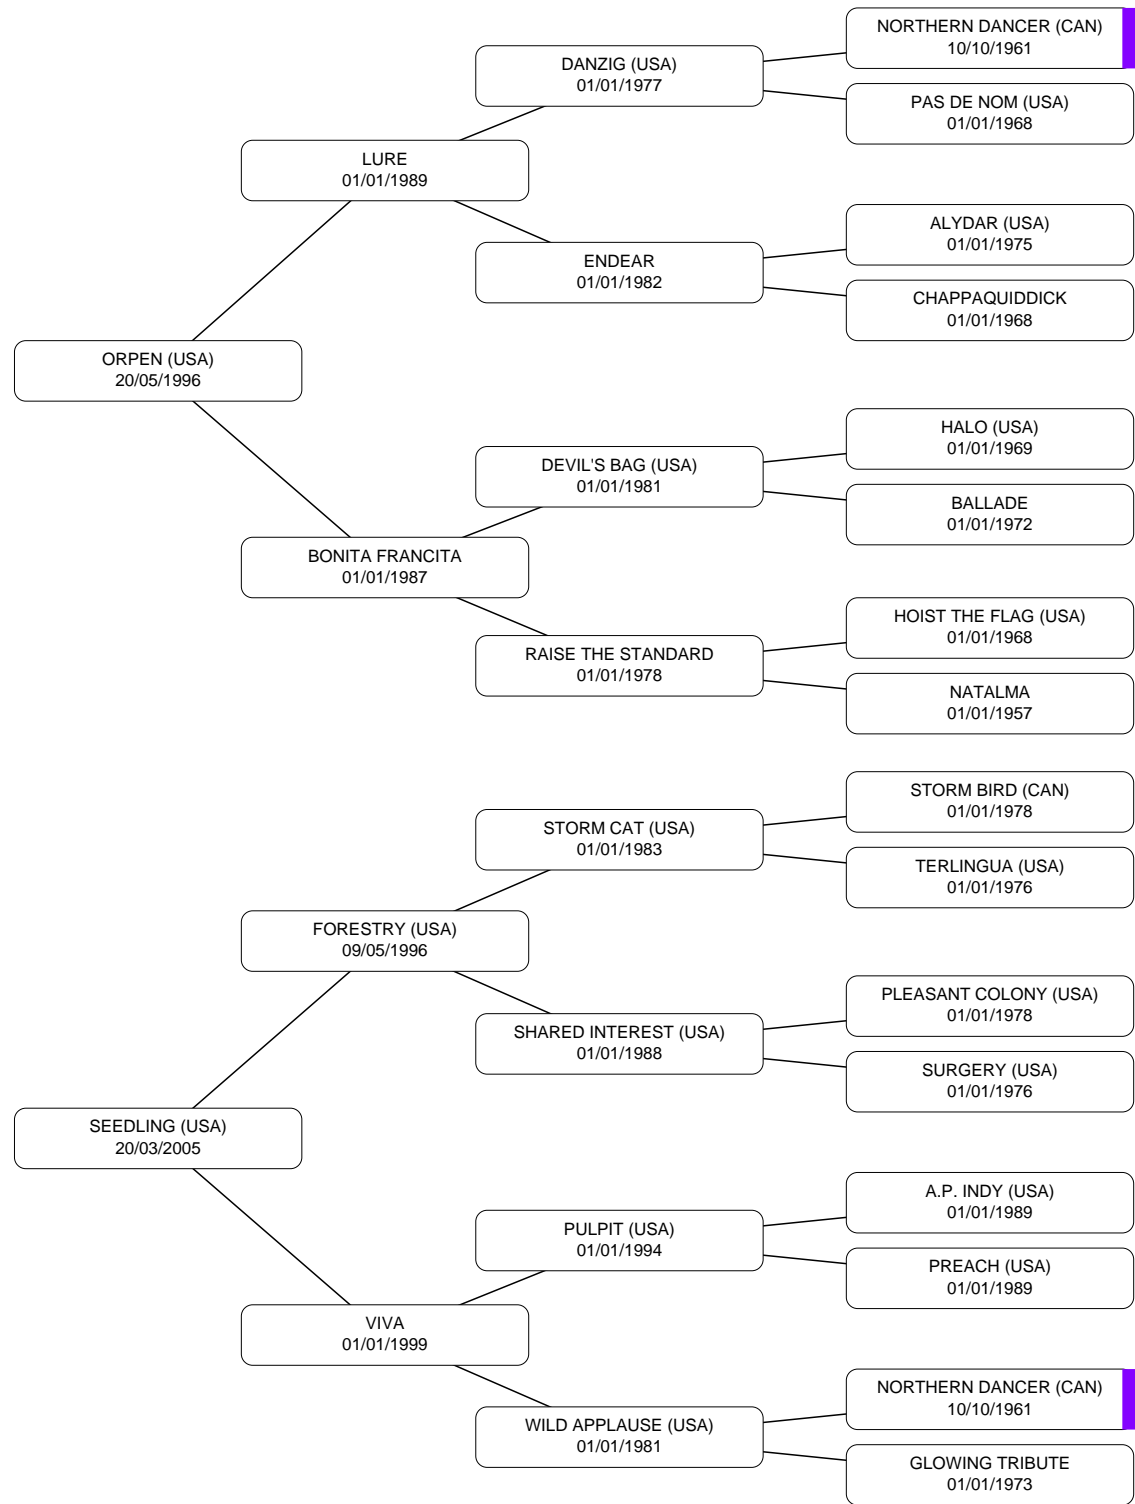 NORTHERN DANCER (CAN)
10/10/1961
DANZIG (USA)
01/01/1977
PAS DE NOM (USA)
01/01/1968
LURE
01/01/1989
ALYDAR (USA)
01/01/1975
ENDEAR
01/01/1982
CHAPPAQUIDDICK
01/01/1968
ORPEN (USA)
20/05/1996
HALO (USA)
01/01/1969
DEVIL'S BAG (USA)
01/01/1981
BALLADE
01/01/1972
BONITA FRANCITA
01/01/1987
HOIST THE FLAG (USA)
01/01/1968
RAISE THE STANDARD
01/01/1978
NATALMA
01/01/1957
STORM BIRD (CAN)
01/01/1978
STORM CAT (USA)
01/01/1983
TERLINGUA (USA)
01/01/1976
FORESTRY (USA)
09/05/1996
PLEASANT COLONY (USA)
01/01/1978
SHARED INTEREST (USA)
01/01/1988
SURGERY (USA)
01/01/1976
SEEDLING (USA)
20/03/2005
A.P. INDY (USA)
01/01/1989
PULPIT (USA)
01/01/1994
PREACH (USA)
01/01/1989
VIVA
01/01/1999
NORTHERN DANCER (CAN)
10/10/1961
WILD APPLAUSE (USA)
01/01/1981
GLOWING TRIBUTE
01/01/1973